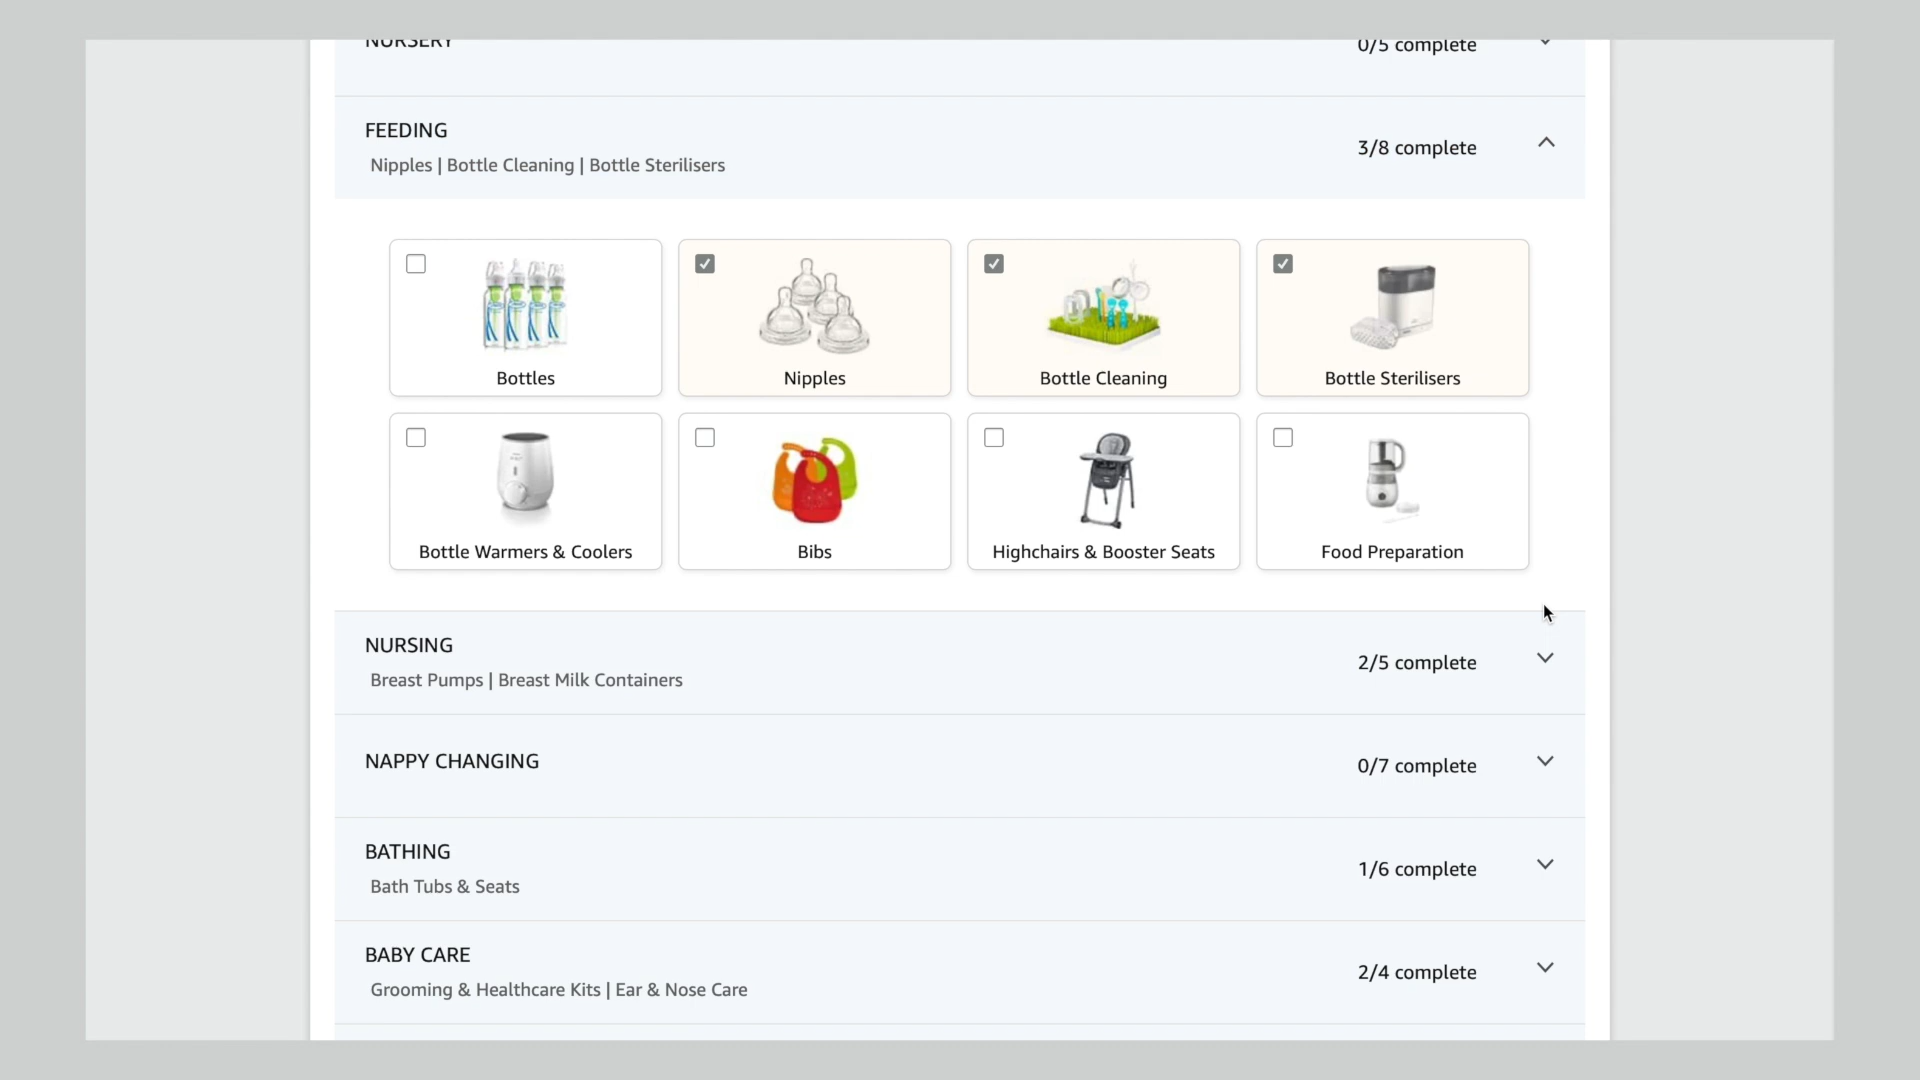 NURSERY
0/5 complete
FEEDING
3/8 complete
Nipples | Bottle Cleaning | Bottle Sterilisers
Bottles
Nipples
Bottle Cleaning
Bottle Sterilisers
Bottle Warmers & Coolers
Bibs
Highchairs & Booster Seats
Food Preparation
NURSING
2/5 complete
Breast Pumps | Breast Milk Containers
NAPPY CHANGING
0/7 complete
BATHING
1/6 complete
Bath Tubs & Seats
BABY CARE
2/4 complete
Grooming & Healthcare Kits | Ear & Nose Care